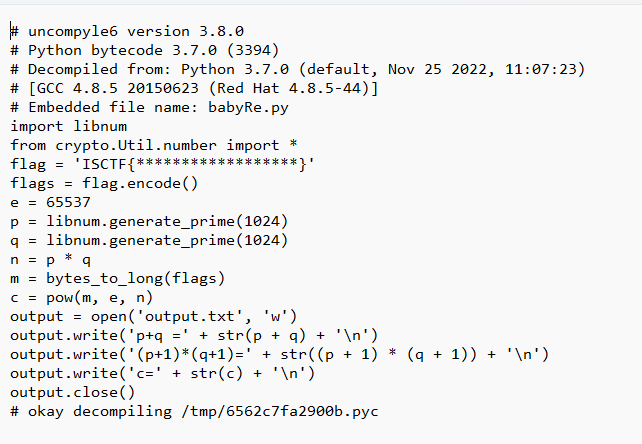 # uncompyle6 version 3.8.0
# Python bytecode 3.7.0 (3394)
# Decompiled from: Python 3.7.0 (default, Nov 25 2022, 11:07:23)
# [GCC 4.8.5 20150623 (Red Hat 4.8.5-44)]
# Embedded file name: babyRe.py
import libnum
from crypto.Util.number import *
flag = 'ISCTF{******************}'
flags = flag.encode()
e = 65537
p = libnum.generate_prime(1024)
q = libnum.generate_prime(1024)
n = p * q
m = bytes_to_long(flags)
c = pow(m, e, n)
output = open('output.txt', 'w')
output.write('p+q =' + str(p + q) + '\n')
output.write('(p+1)*(q+1)=' + str((p + 1) * (q + 1)) + '\n')
output.write('c=' + str(c) + '\n')
output.close()
# okay decompiling /tmp/6562c7fa2900b.pyc